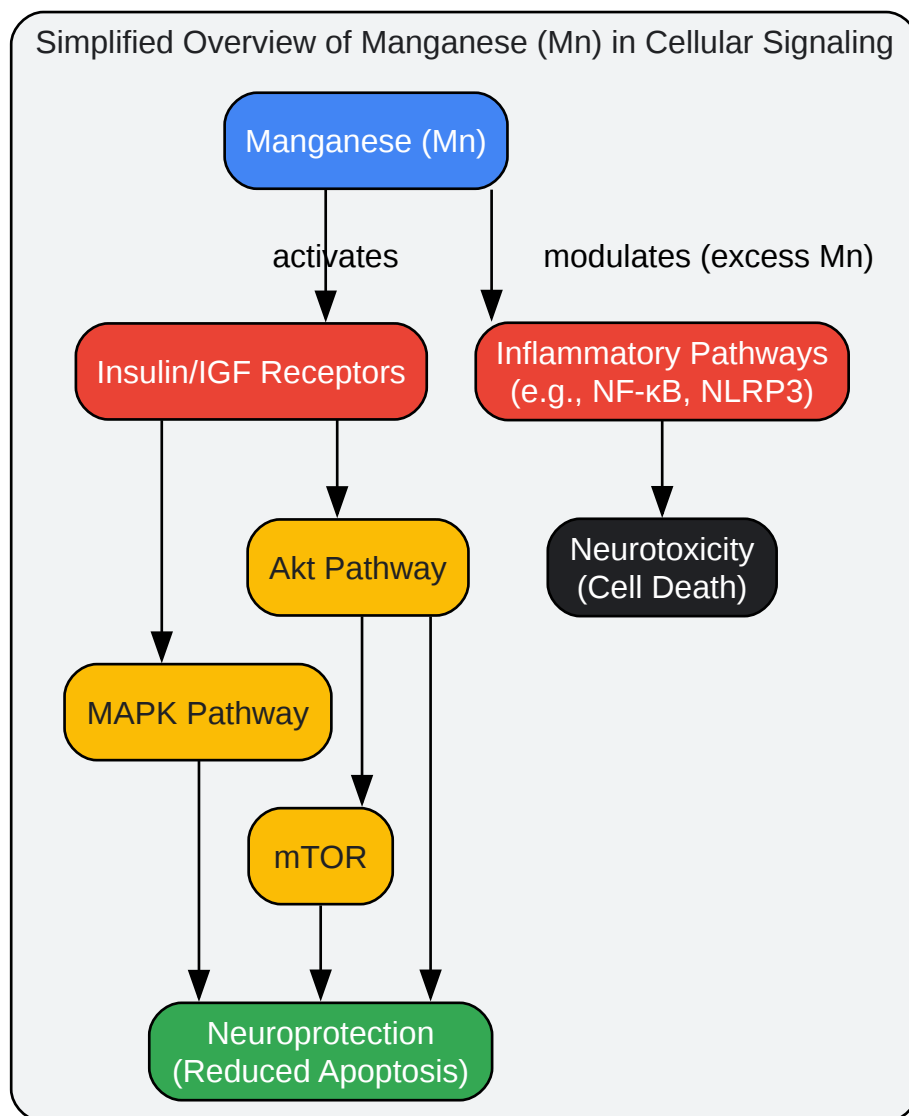 Simplified Overview of Manganese (Mn) in Cellular Signaling
Manganese (Mn)
activates
modulates (excess Mn)
Insulin/IGF Receptors
Inflammatory Pathways
(e.g., NF-κB, NLRP3)
Akt Pathway
Neurotoxicity
(Cell Death)
MAPK Pathway
mTOR
Neuroprotection
(Reduced Apoptosis)